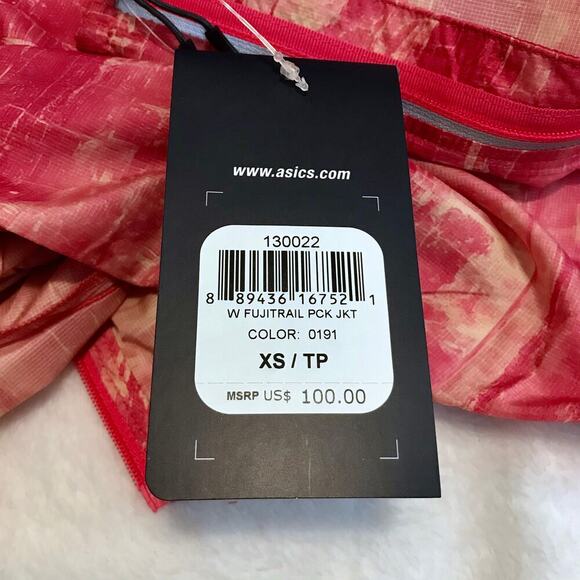 www.asics.com
130022
8 89436 16752 1
W FUJITRAIL PCK JKT
COLOR: 0191
XS / TP
MSRP US$ 100.00